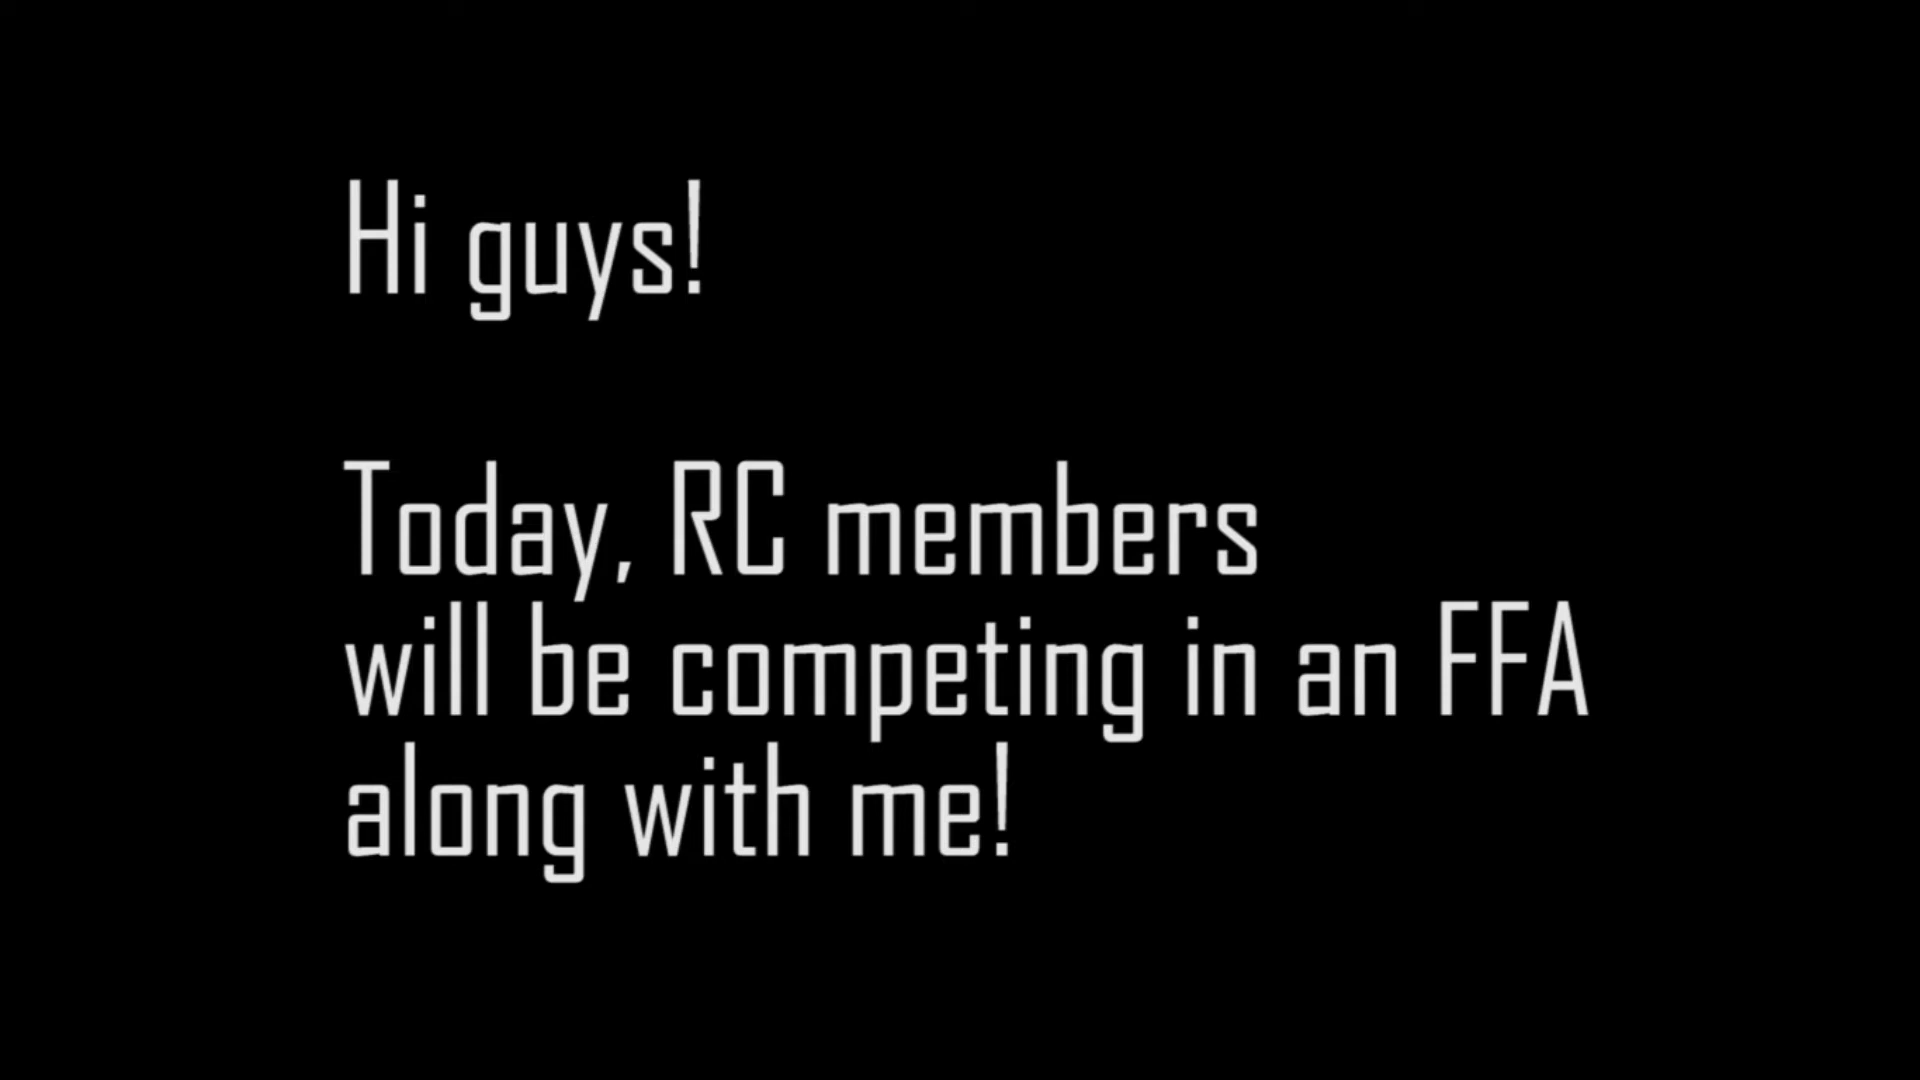 Hi guys!
Today, RC members
will be competing in an FFA
along with me!